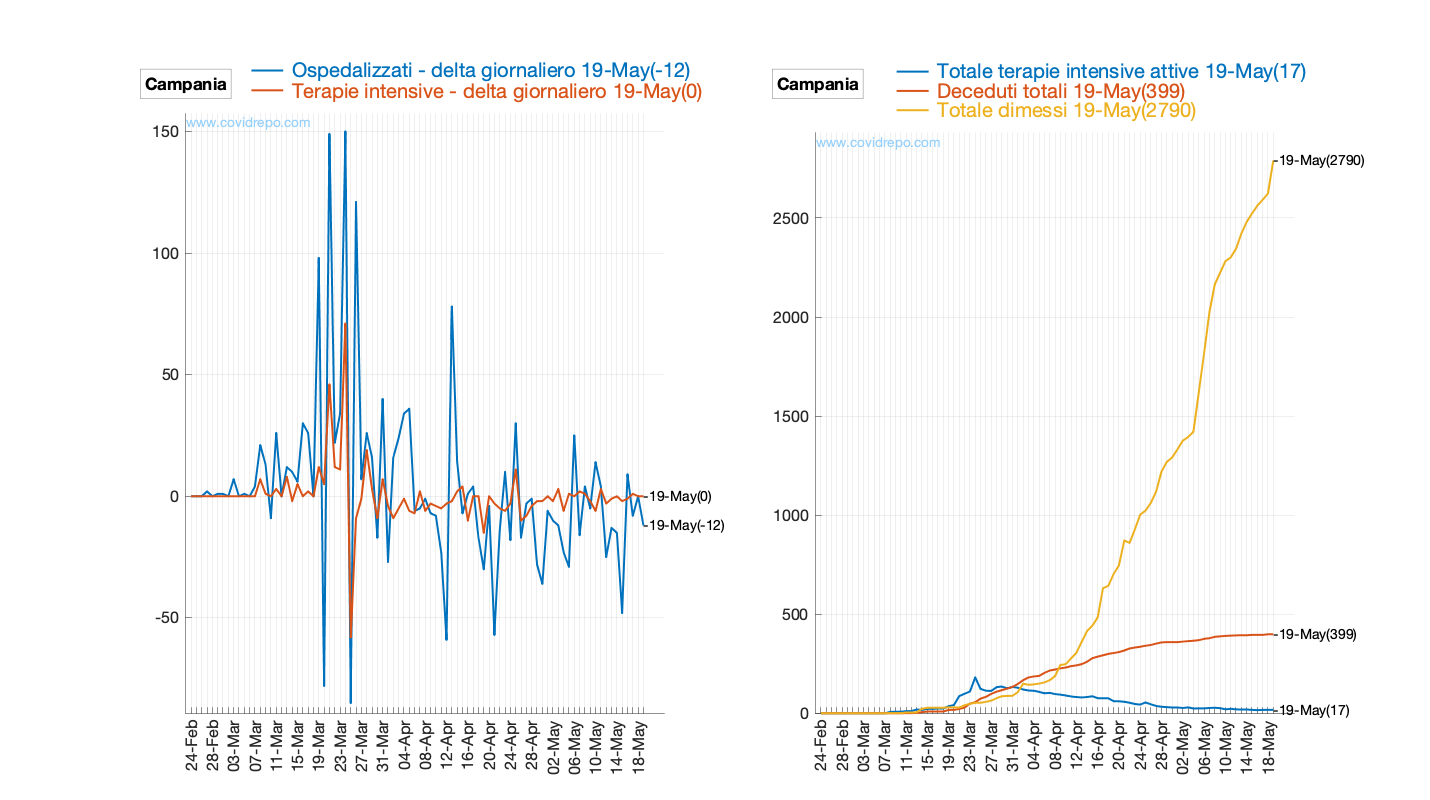 Campania
Ospedalizzati - delta giornaliero 19-May(-12)
Terapie intensive - delta giornaliero 19-May(0)
www.covidrepo.com
150
100
50
0
-50
19-May(0)
19-May(-12)
24-Feb
28-Feb
03-Mar
07-Mar
11-Mar
15-Mar
19-Mar
23-Mar
27-Mar
31-Mar
04-Apr
08-Apr
12-Apr
16-Apr
20-Apr
24-Apr
28-Apr
02-May
06-May
10-May
14-May
18-May
Campania
Totale terapie intensive attive 19-May(17)
Deceduti totali 19-May(399)
Totale dimessi 19-May(2790)
www.covidrepo.com
19-May(2790)
2500
2000
1500
1000
500
0
19-May(399)
19-May(17)
24-Feb
28-Feb
03-Mar
07-Mar
11-Mar
15-Mar
19-Mar
23-Mar
27-Mar
31-Mar
04-Apr
08-Apr
12-Apr
16-Apr
20-Apr
24-Apr
28-Apr
02-May
06-May
10-May
14-May
18-May